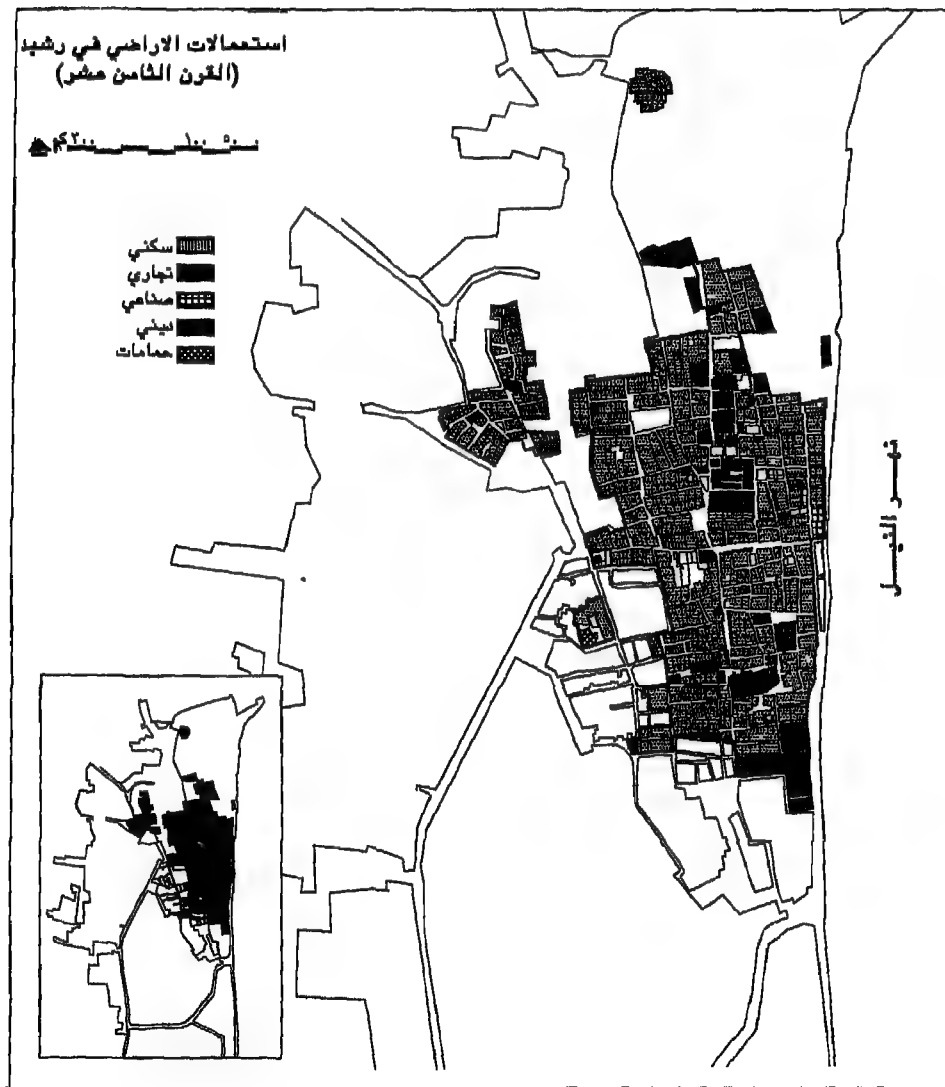 استعمالات الاراضي في رشيد
(القرن الثامن عشر)
سكني
تجاري
صناعي
ديني
حمامات
نهر النيل